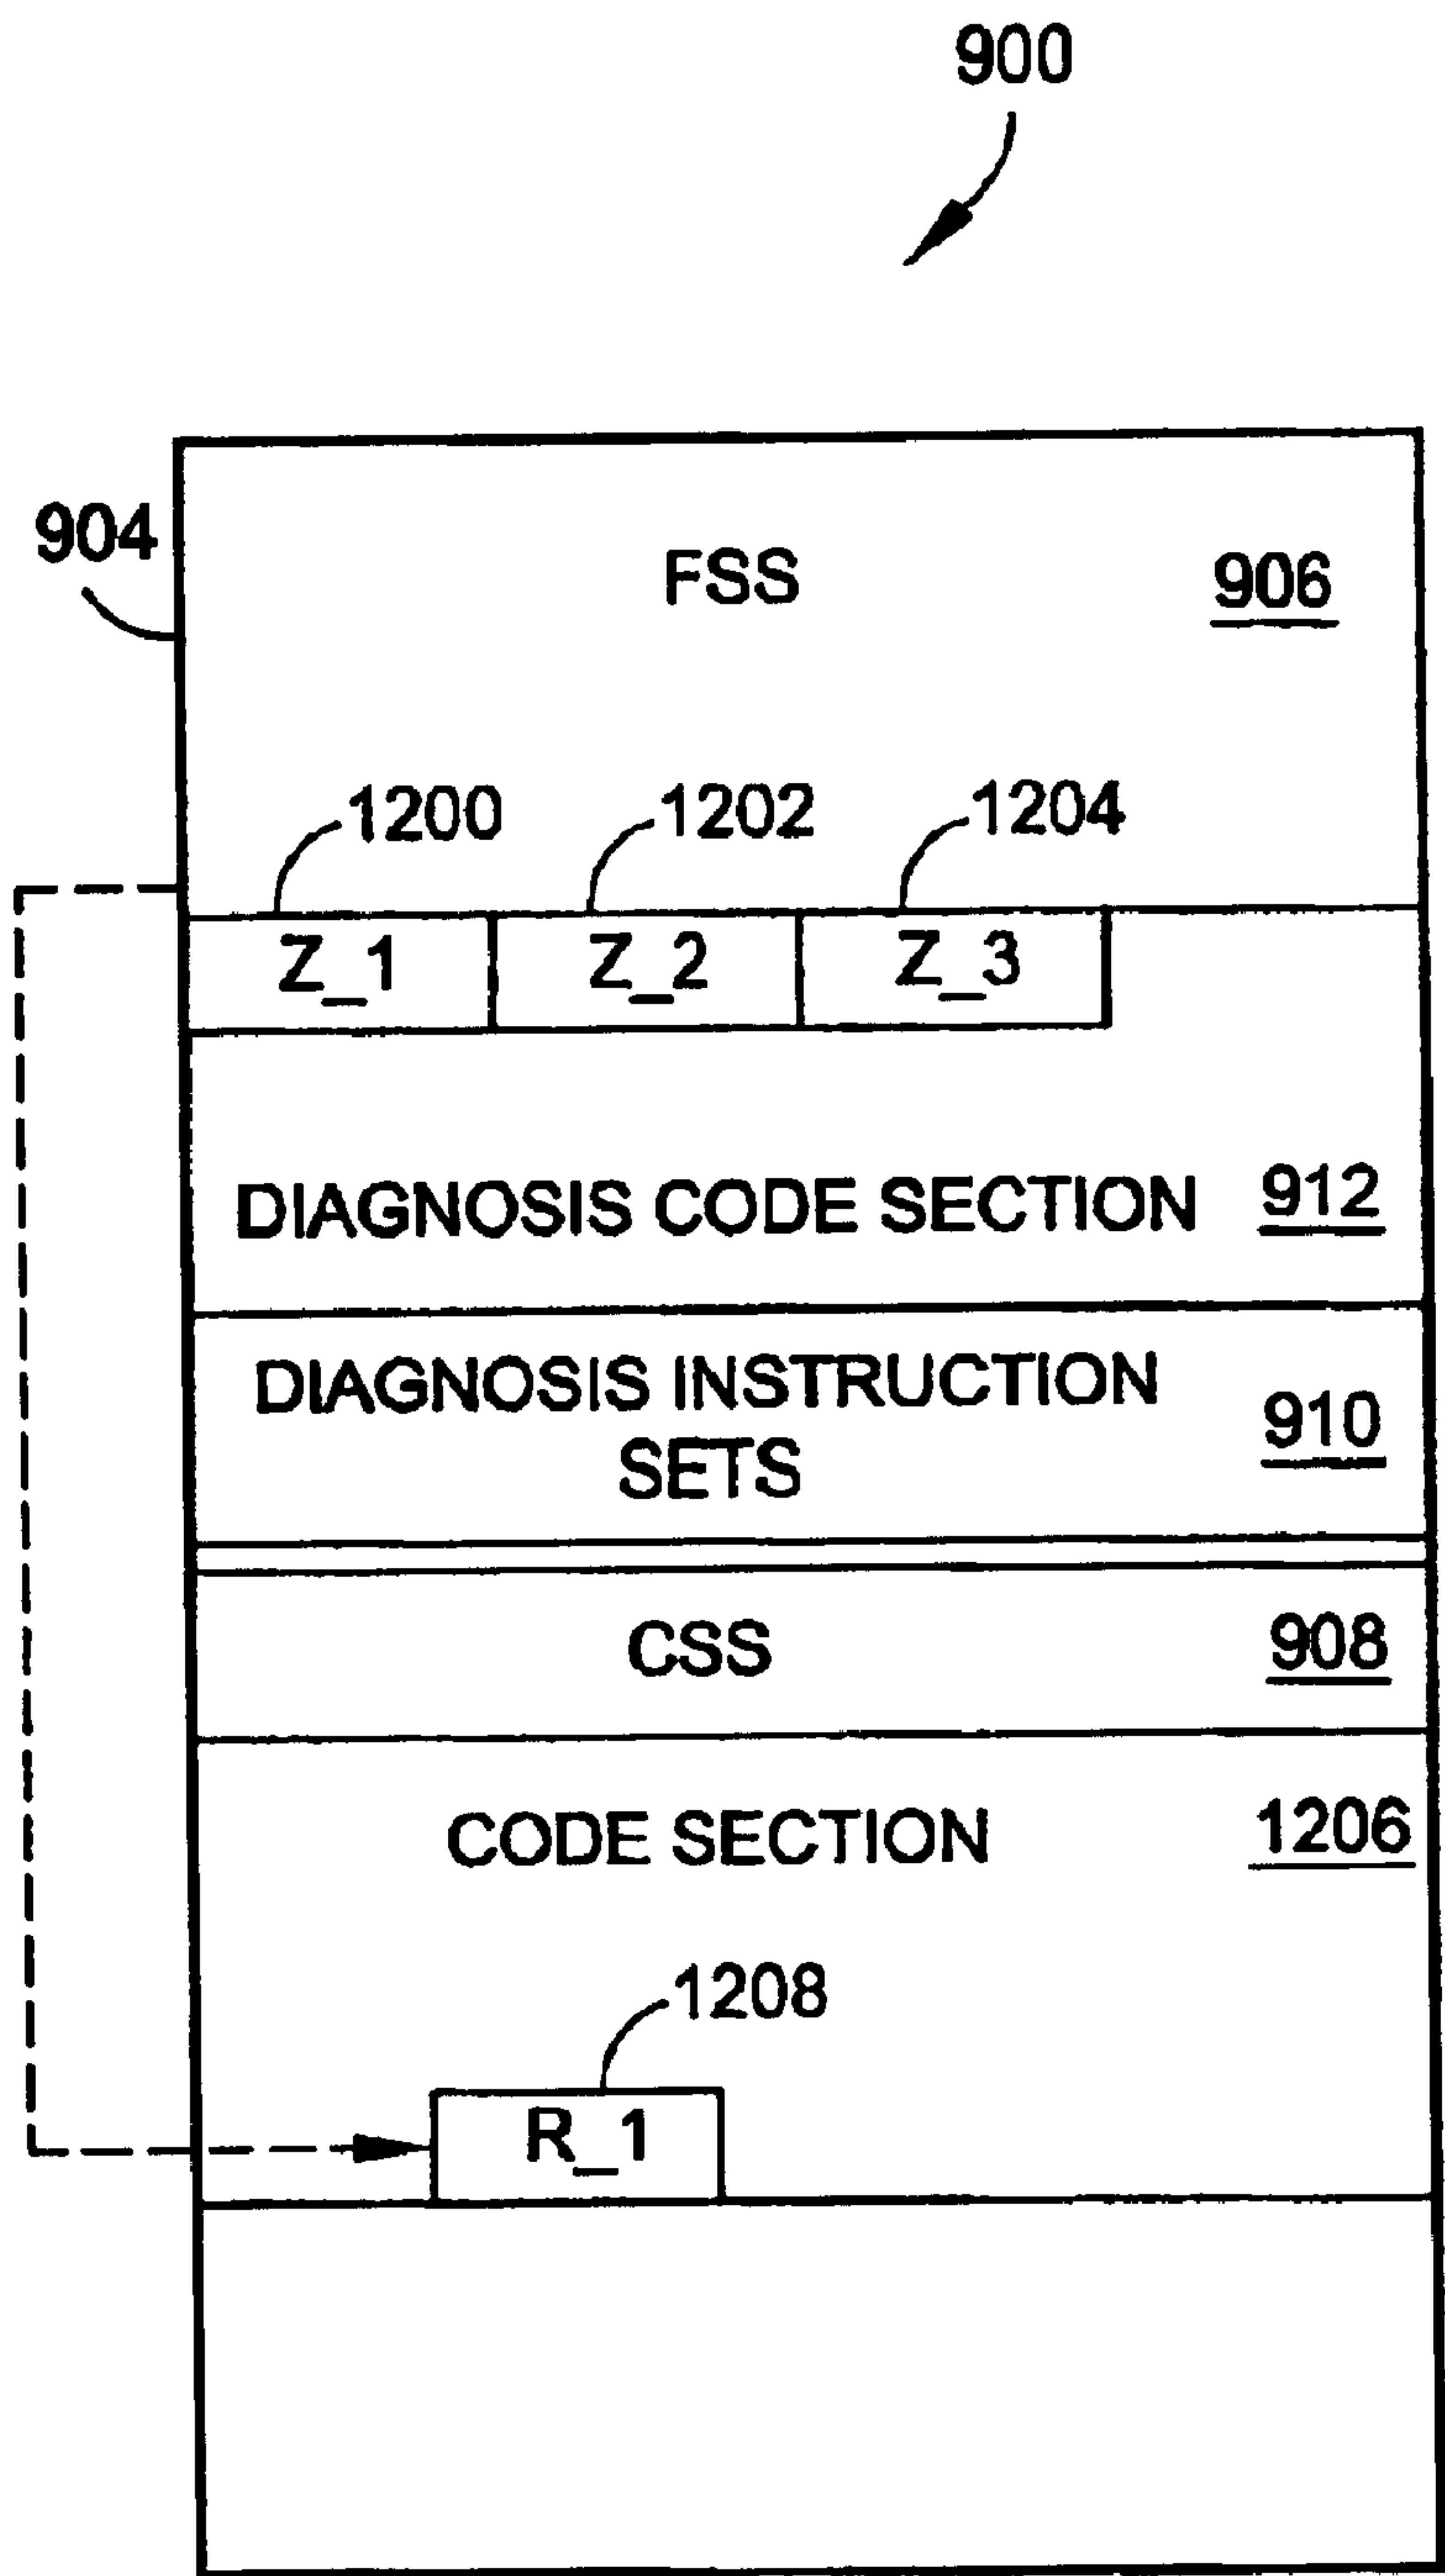 900
904
FSS 906
1200 1202 1204
Z_1 Z_2 Z_3
DIAGNOSIS CODE SECTION 912
DIAGNOSIS INSTRUCTION
SETS 910
CSS 908
CODE SECTION 1206
1208
R_1